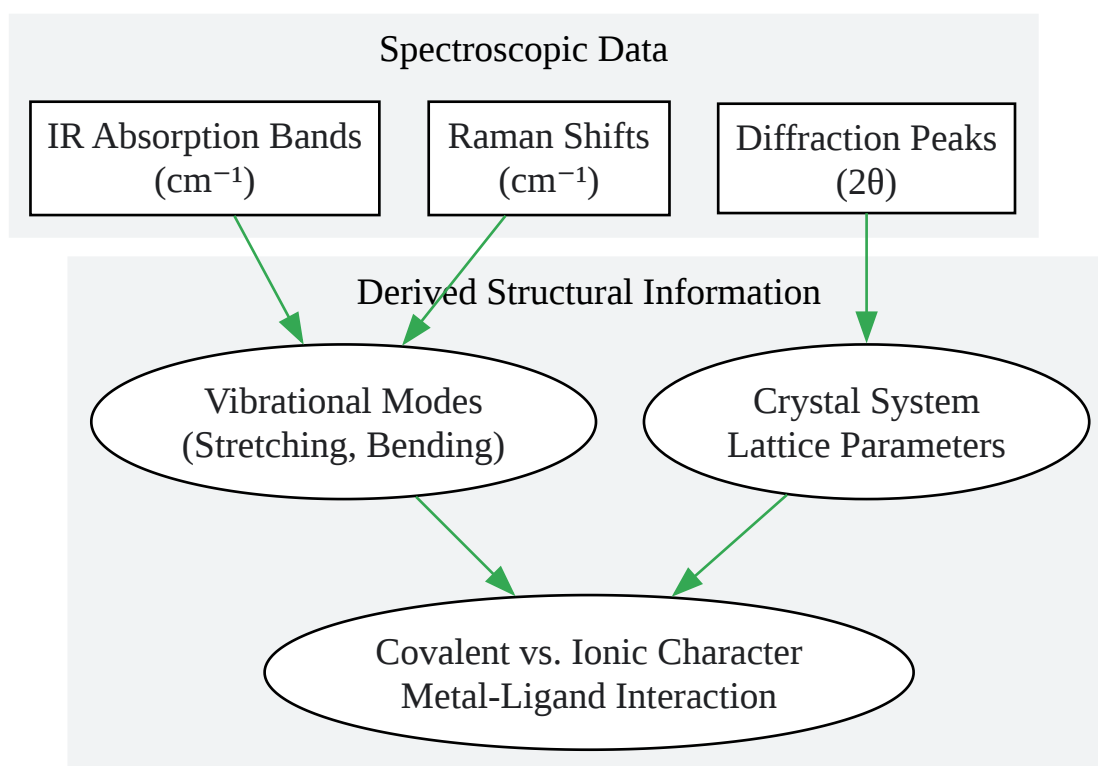 Spectroscopic Data
IR Absorption Bands
(cm⁻¹)
Raman Shifts
(cm⁻¹)
Diffraction Peaks
(2θ)
Derived Structural Information
Vibrational Modes
(Stretching, Bending)
Crystal System
Lattice Parameters
Covalent vs. Ionic Character
Metal-Ligand Interaction